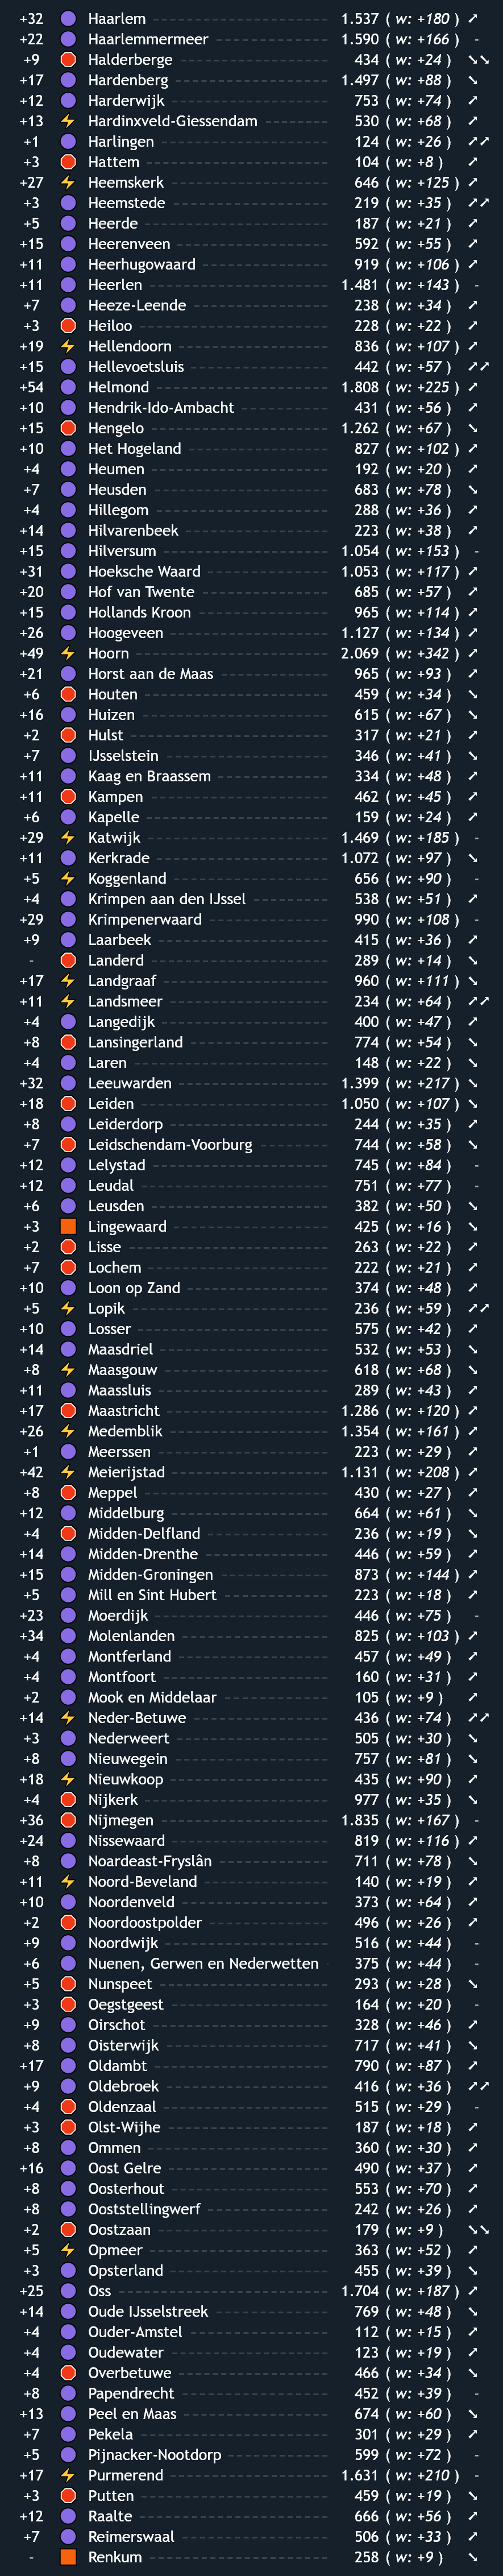 +32 Haarlem 1.537 ( w: +180 ) ↗
+22 Haarlemmermeer 1.590 ( w: +166 ) -
+9 Halderberge 434 ( w: +24 ) ↘↘
+17 Hardenberg 1.497 ( w: +88 ) ↘
+12 Harderwijk 753 ( w: +74 ) ↗
+13 Hardinxveld-Giessendam 530 ( w: +68 ) ↗
+1 Harlingen 124 ( w: +26 ) ↗↗
+3 Hattem 104 ( w: +8 ) ↗
+27 Heemskerk 646 ( w: +125 ) ↗
+3 Heemstede 219 ( w: +35 ) ↗↗
+5 Heerde 187 ( w: +21 ) ↗
+15 Heerenveen 592 ( w: +55 ) ↗
+11 Heerhugowaard 919 ( w: +106 ) ↗
+11 Heerlen 1.481 ( w: +143 ) -
+7 Heeze-Leende 238 ( w: +34 ) ↗
+3 Heiloo 228 ( w: +22 ) ↗
+19 Hellendoorn 836 ( w: +107 ) ↗
+15 Hellevoetsluis 442 ( w: +57 ) ↗↗
+54 Helmond 1.808 ( w: +225 ) ↗
+10 Hendrik-Ido-Ambacht 431 ( w: +56 ) ↗
+15 Hengelo 1.262 ( w: +67 ) ↘
+10 Het Hogeland 827 ( w: +102 ) ↗
+4 Heumen 192 ( w: +20 ) ↗
+7 Heusden 683 ( w: +78 ) ↘
+4 Hillegom 288 ( w: +36 ) ↗
+14 Hilvarenbeek 223 ( w: +38 ) ↗
+15 Hilversum 1.054 ( w: +153 ) -
+31 Hoeksche Waard 1.053 ( w: +117 ) ↗
+20 Hof van Twente 685 ( w: +57 ) ↗
+15 Hollands Kroon 965 ( w: +114 ) ↗
+26 Hoogeveen 1.127 ( w: +134 ) ↗
+49 Hoorn 2.069 ( w: +342 ) ↗
+21 Horst aan de Maas 965 ( w: +93 ) ↗
+6 Houten 459 ( w: +34 ) ↘
+16 Huizen 615 ( w: +67 ) ↘
+2 Hulst 317 ( w: +21 ) ↗
+7 IJsselstein 346 ( w: +41 ) ↘
+11 Kaag en Braassem 334 ( w: +48 ) ↗
+11 Kampen 462 ( w: +45 ) ↗
+6 Kapelle 159 ( w: +24 ) ↗
+29 Katwijk 1.469 ( w: +185 ) -
+11 Kerkrade 1.072 ( w: +97 ) ↘
+5 Koggenland 656 ( w: +90 ) -
+4 Krimpen aan den IJssel 538 ( w: +51 ) ↗
+29 Krimpenerwaard 990 ( w: +108 ) -
+9 Laarbeek 415 ( w: +36 ) ↗
- Landerd 289 ( w: +14 ) ↘
+17 Landgraaf 960 ( w: +111 ) ↘
+11 Landsmeer 234 ( w: +64 ) ↗↗
+4 Langedijk 400 ( w: +47 ) ↗
+8 Lansingerland 774 ( w: +54 ) ↘
+4 Laren 148 ( w: +22 ) ↘
+32 Leeuwarden 1.399 ( w: +217 ) ↘
+18 Leiden 1.050 ( w: +107 ) ↘
+8 Leiderdorp 244 ( w: +35 ) ↗
+7 Leidschendam-Voorburg 744 ( w: +58 ) ↘
+12 Lelystad 745 ( w: +84 ) -
+12 Leudal 751 ( w: +77 ) -
+6 Leusden 382 ( w: +50 ) ↘
+3 Lingewaard 425 ( w: +16 ) ↘
+2 Lisse 263 ( w: +22 ) ↗
+7 Lochem 222 ( w: +21 ) ↗
+10 Loon op Zand 374 ( w: +48 ) ↗
+5 Lopik 236 ( w: +59 ) ↗↗
+10 Losser 575 ( w: +42 ) ↗
+14 Maasdriel 532 ( w: +53 ) ↘
+8 Maasgouw 618 ( w: +68 ) ↘
+11 Maassluis 289 ( w: +43 ) ↗
+17 Maastricht 1.286 ( w: +120 ) ↗
+26 Medemblik 1.354 ( w: +161 ) ↗
+1 Meerssen 223 ( w: +29 ) ↗
+42 Meierijstad 1.131 ( w: +208 ) ↗
+8 Meppel 430 ( w: +27 ) ↗
+12 Middelburg 664 ( w: +61 ) ↘
+4 Midden-Delfland 236 ( w: +19 ) ↘
+14 Midden-Drenthe 446 ( w: +59 ) ↗
+15 Midden-Groningen 873 ( w: +144 ) ↗
+5 Mill en Sint Hubert 223 ( w: +18 ) ↗
+23 Moerdijk 446 ( w: +75 ) -
+34 Molenlanden 825 ( w: +103 ) ↗
+4 Montferland 457 ( w: +49 ) ↗
+4 Montfoort 160 ( w: +31 ) ↗
+2 Mook en Middelaar 105 ( w: +9 ) ↗
+14 Neder-Betuwe 436 ( w: +74 ) ↗↗
+3 Nederweert 505 ( w: +30 ) ↘
+8 Nieuwegein 757 ( w: +81 ) ↘
+18 Nieuwkoop 435 ( w: +90 ) ↗
+4 Nijkerk 977 ( w: +35 ) ↘
+36 Nijmegen 1.835 ( w: +167 ) -
+24 Nissewaard 819 ( w: +116 ) ↗
+8 Noardeast-Fryslân 711 ( w: +78 ) ↘
+11 Noord-Beveland 140 ( w: +19 ) ↗
+10 Noordenveld 373 ( w: +64 ) ↗
+2 Noordoostpolder 496 ( w: +26 ) ↗
+9 Noordwijk 516 ( w: +44 ) -
+6 Nuenen, Gerwen en Nederwetten 375 ( w: +44 ) -
+5 Nunspeet 293 ( w: +28 ) ↘
+3 Oegstgeest 164 ( w: +20 ) -
+9 Oirschot 328 ( w: +46 ) ↗
+8 Oisterwijk 717 ( w: +41 ) ↘
+17 Oldambt 790 ( w: +87 ) ↗
+9 Oldebroek 416 ( w: +36 ) ↗↗
+4 Oldenzaal 515 ( w: +29 ) -
+3 Olst-Wijhe 187 ( w: +18 ) ↗
+8 Ommen 360 ( w: +30 ) ↗
+16 Oost Gelre 490 ( w: +37 ) ↗
+8 Oosterhout 553 ( w: +70 ) ↗
+8 Ooststellingwerf 242 ( w: +26 ) ↗
+2 Oostzaan 179 ( w: +9 ) ↘↘
+5 Opmeer 363 ( w: +52 ) ↗
+3 Opsterland 455 ( w: +39 ) ↘
+25 Oss 1.704 ( w: +187 ) ↗
+14 Oude IJsselstreek 769 ( w: +48 ) ↘
+4 Ouder-Amstel 112 ( w: +15 ) ↗
+4 Oudewater 123 ( w: +19 ) ↗
+4 Overbetuwe 466 ( w: +34 ) ↘
+8 Papendrecht 452 ( w: +39 ) -
+13 Peel en Maas 674 ( w: +60 ) ↘
+7 Pekela 301 ( w: +29 ) ↗
+5 Pijnacker-Nootdorp 599 ( w: +72 ) -
+17 Purmerend 1.631 ( w: +210 ) -
+3 Putten 459 ( w: +19 ) ↘
+12 Raalte 666 ( w: +56 ) ↗
+7 Reimerswaal 506 ( w: +33 ) ↗
- Renkum 258 ( w: +9 ) ↘